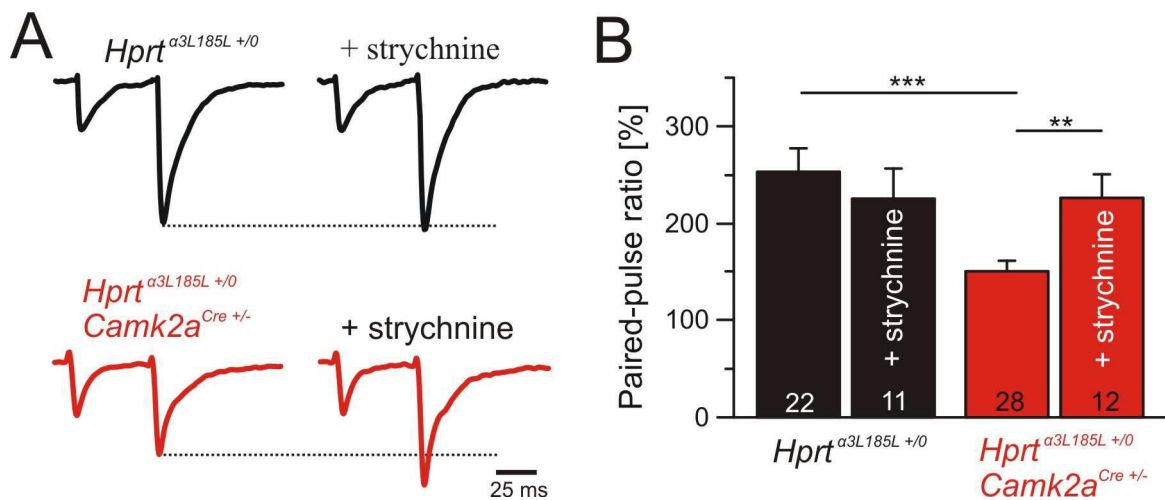 A
Hprt α3L185L +/0
+ strychnine
Hprt α3L185L +/0
Camk2a Cre +/-
+ strychnine
25 ms
B
Paired-pulse ratio [%]
300
200
100
0
***
**
22
+ strychnine
11
28
+ strychnine
12
Hprt α3L185L +/0
Hprt α3L185L +/0
Camk2a Cre +/-